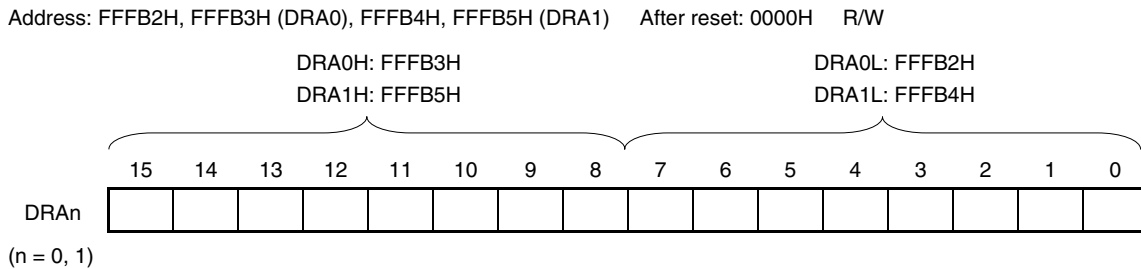 Address: FFFB2H, FFFB3H (DRA0), FFFB4H, FFFB5H (DRA1) After reset: 0000H R/W
DRA0H: FFFB3H DRA0L: FFFB2H
DRA1H: FFFB5H DRA1L: FFFB4H
15 14 13 12 11 10 9 8 7 6 5 4 3 2 1 0
DRAn
(n = 0, 1)